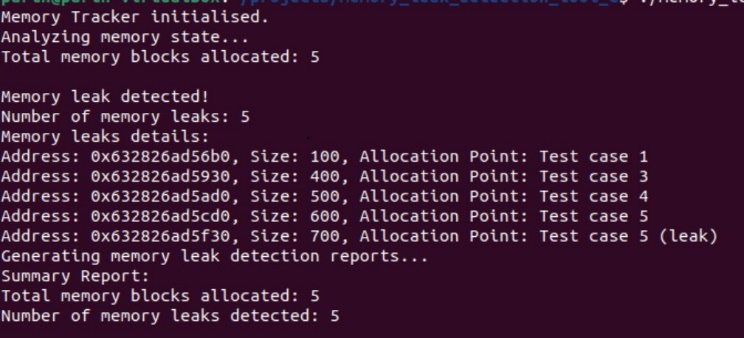 Memory Tracker initialised.
Analyzing memory state...
Total memory blocks allocated: 5
Memory leak detected!
Number of memory leaks: 5
Memory leaks details:
Address: 0x632826ad56b0, Size: 100, Allocation Point: Test case 1
Address: 0x632826ad5930, Size: 400, Allocation Point: Test case 3
Address: 0x632826ad5ad0, Size: 500, Allocation Point: Test case 4
Address: 0x632826ad5cd0, Size: 600, Allocation Point: Test case 5
Address: 0x632826ad5f30, Size: 700, Allocation Point: Test case 5 (leak)
Generating memory leak detection reports...
Summary Report:
Total memory blocks allocated: 5
Number of memory leaks detected: 5